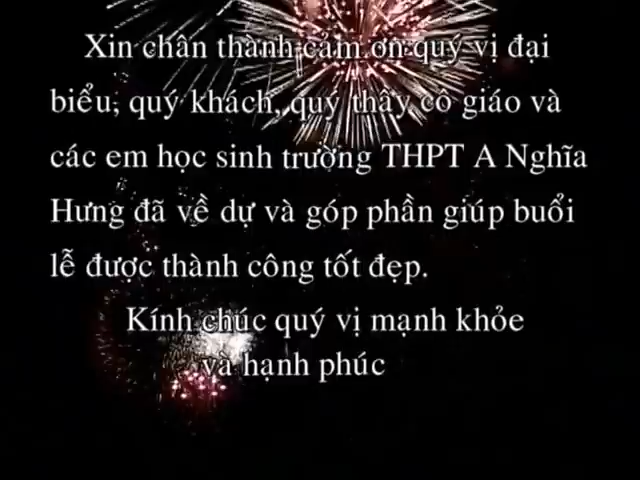 Xin chân thành cảm ơn quý vị đại
biểu, quý khách, quý thầy cô giáo và
các em học sinh trường THPT A Nghĩa
Hưng đã về dự và góp phần giúp buổi
lễ được thành công tốt đẹp.
Kính chúc quý vị mạnh khỏe
và hạnh phúc